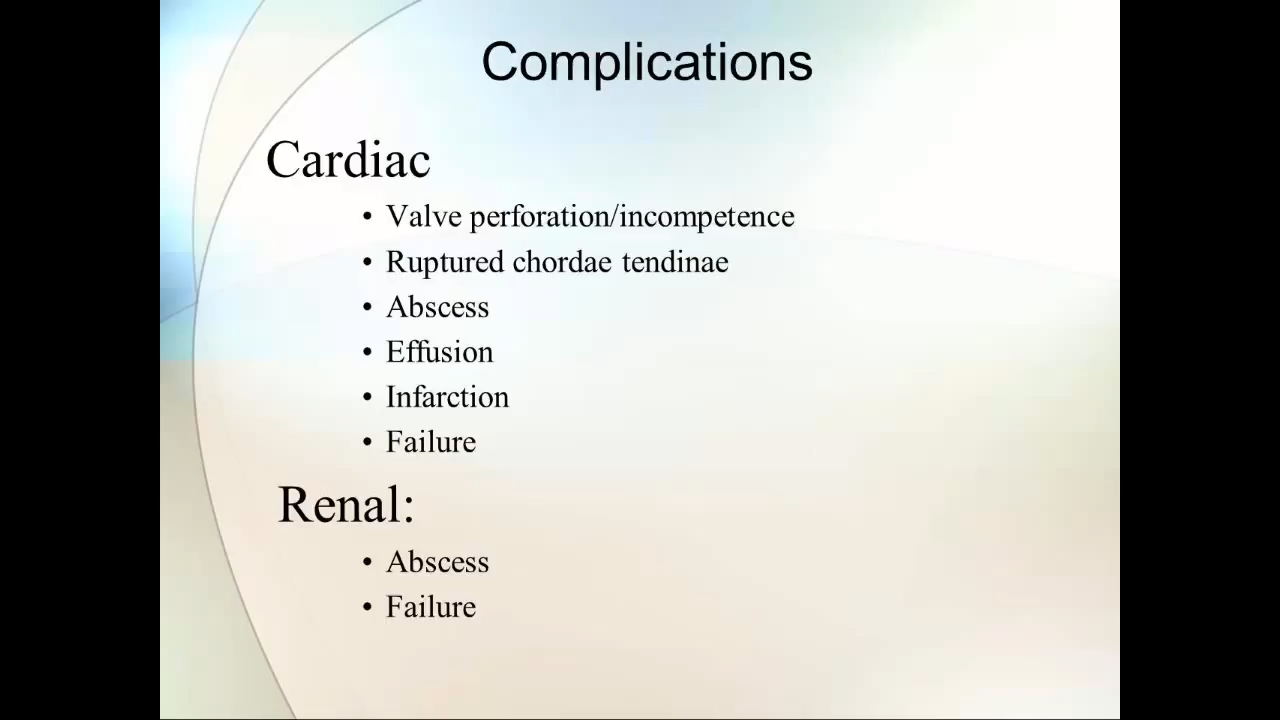 Complications
Cardiac
• Valve perforation/incompetence
• Ruptured chordae tendinae
• Abscess
• Effusion
• Infarction
• Failure
Renal:
• Abscess
• Failure